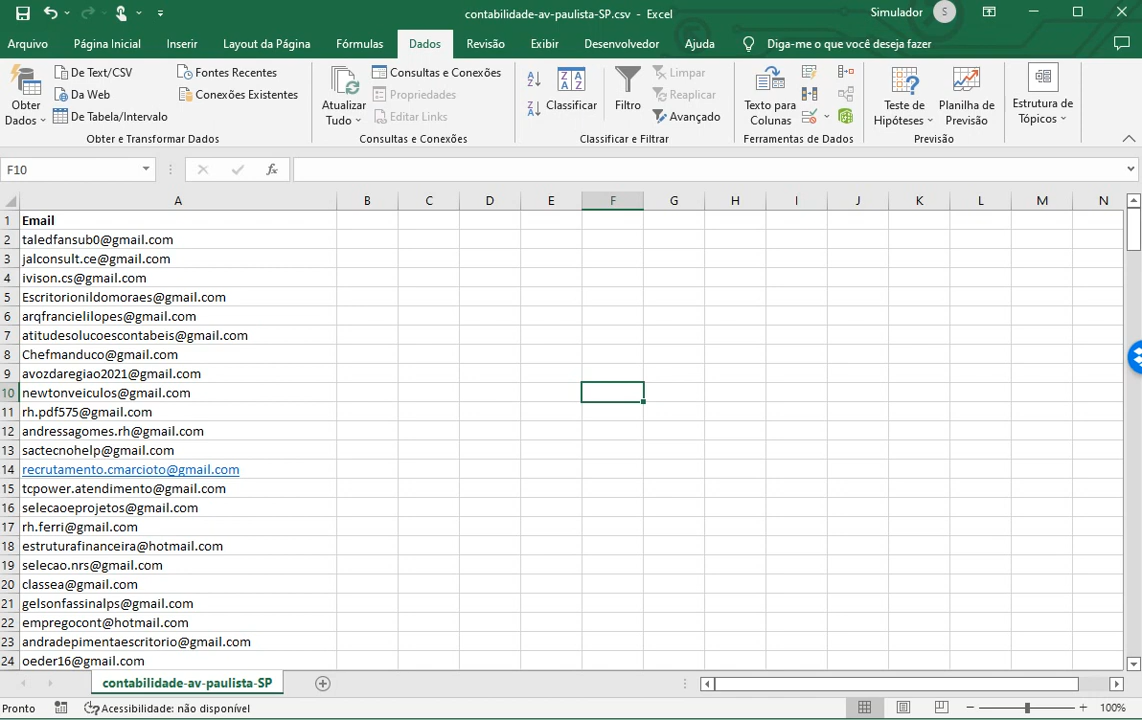 contabilidade-av-paulista-SP.csv - Excel
Simulador
S
Arquivo Página Inicial Inserir Layout da Página Fórmulas Dados Revisão Exibir Desenvolvedor Ajuda Diga-me o que você deseja fazer
Obter Dados
De Text/CSV
Da Web
De Tabela/Intervalo
Fontes Recentes
Conexões Existentes
Obter e Transformar Dados
Atualizar Tudo
Consultas e Conexões
Propriedades
Editar Links
Consultas e Conexões
Classificar
Filtro
Limpar
Reaplicar
Avançado
Classificar e Filtrar
Texto para Colunas
Ferramentas de Dados
Teste de Hipóteses
Planilha de Previsão
Previsão
Estrutura de Tópicos
F10
fx
A B C D E F G H I J K L M N
1 Email
2 taledfansub0@gmail.com
3 jalconsult.ce@gmail.com
4 ivison.cs@gmail.com
5 Escritorionildomoraes@gmail.com
6 arqfrancielilopes@gmail.com
7 atitudesolucoescontabeis@gmail.com
8 Chefmanduco@gmail.com
9 avozdaregiao2021@gmail.com
10 newtonveiculos@gmail.com
11 rh.pdf575@gmail.com
12 andressagomes.rh@gmail.com
13 sactecnohelp@gmail.com
14 recrutamento.cmarcioto@gmail.com
15 tcpower.atendimento@gmail.com
16 selecaoeprojetos@gmail.com
17 rh.ferri@gmail.com
18 estruturafinanceira@hotmail.com
19 selecao.nrs@gmail.com
20 classea@gmail.com
21 gelsonfassinalps@gmail.com
22 empregocont@hotmail.com
23 andradepimentaescritorio@gmail.com
24 oeder16@gmail.com
contabilidade-av-paulista-SP
Pronto Acessibilidade: não disponível 100%